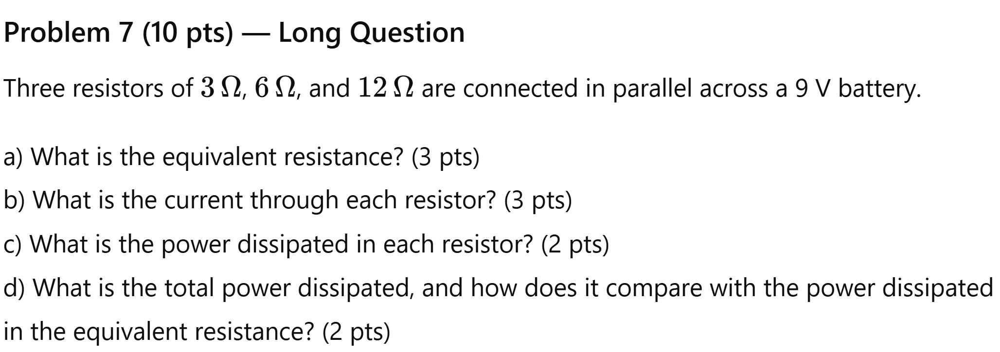 Problem 7 (10 pts) — Long Question
Three resistors of 3 Ω, 6 Ω, and 12 Ω are connected in parallel across a 9 V battery.
a) What is the equivalent resistance? (3 pts)
b) What is the current through each resistor? (3 pts)
c) What is the power dissipated in each resistor? (2 pts)
d) What is the total power dissipated, and how does it compare with the power dissipated
in the equivalent resistance? (2 pts)